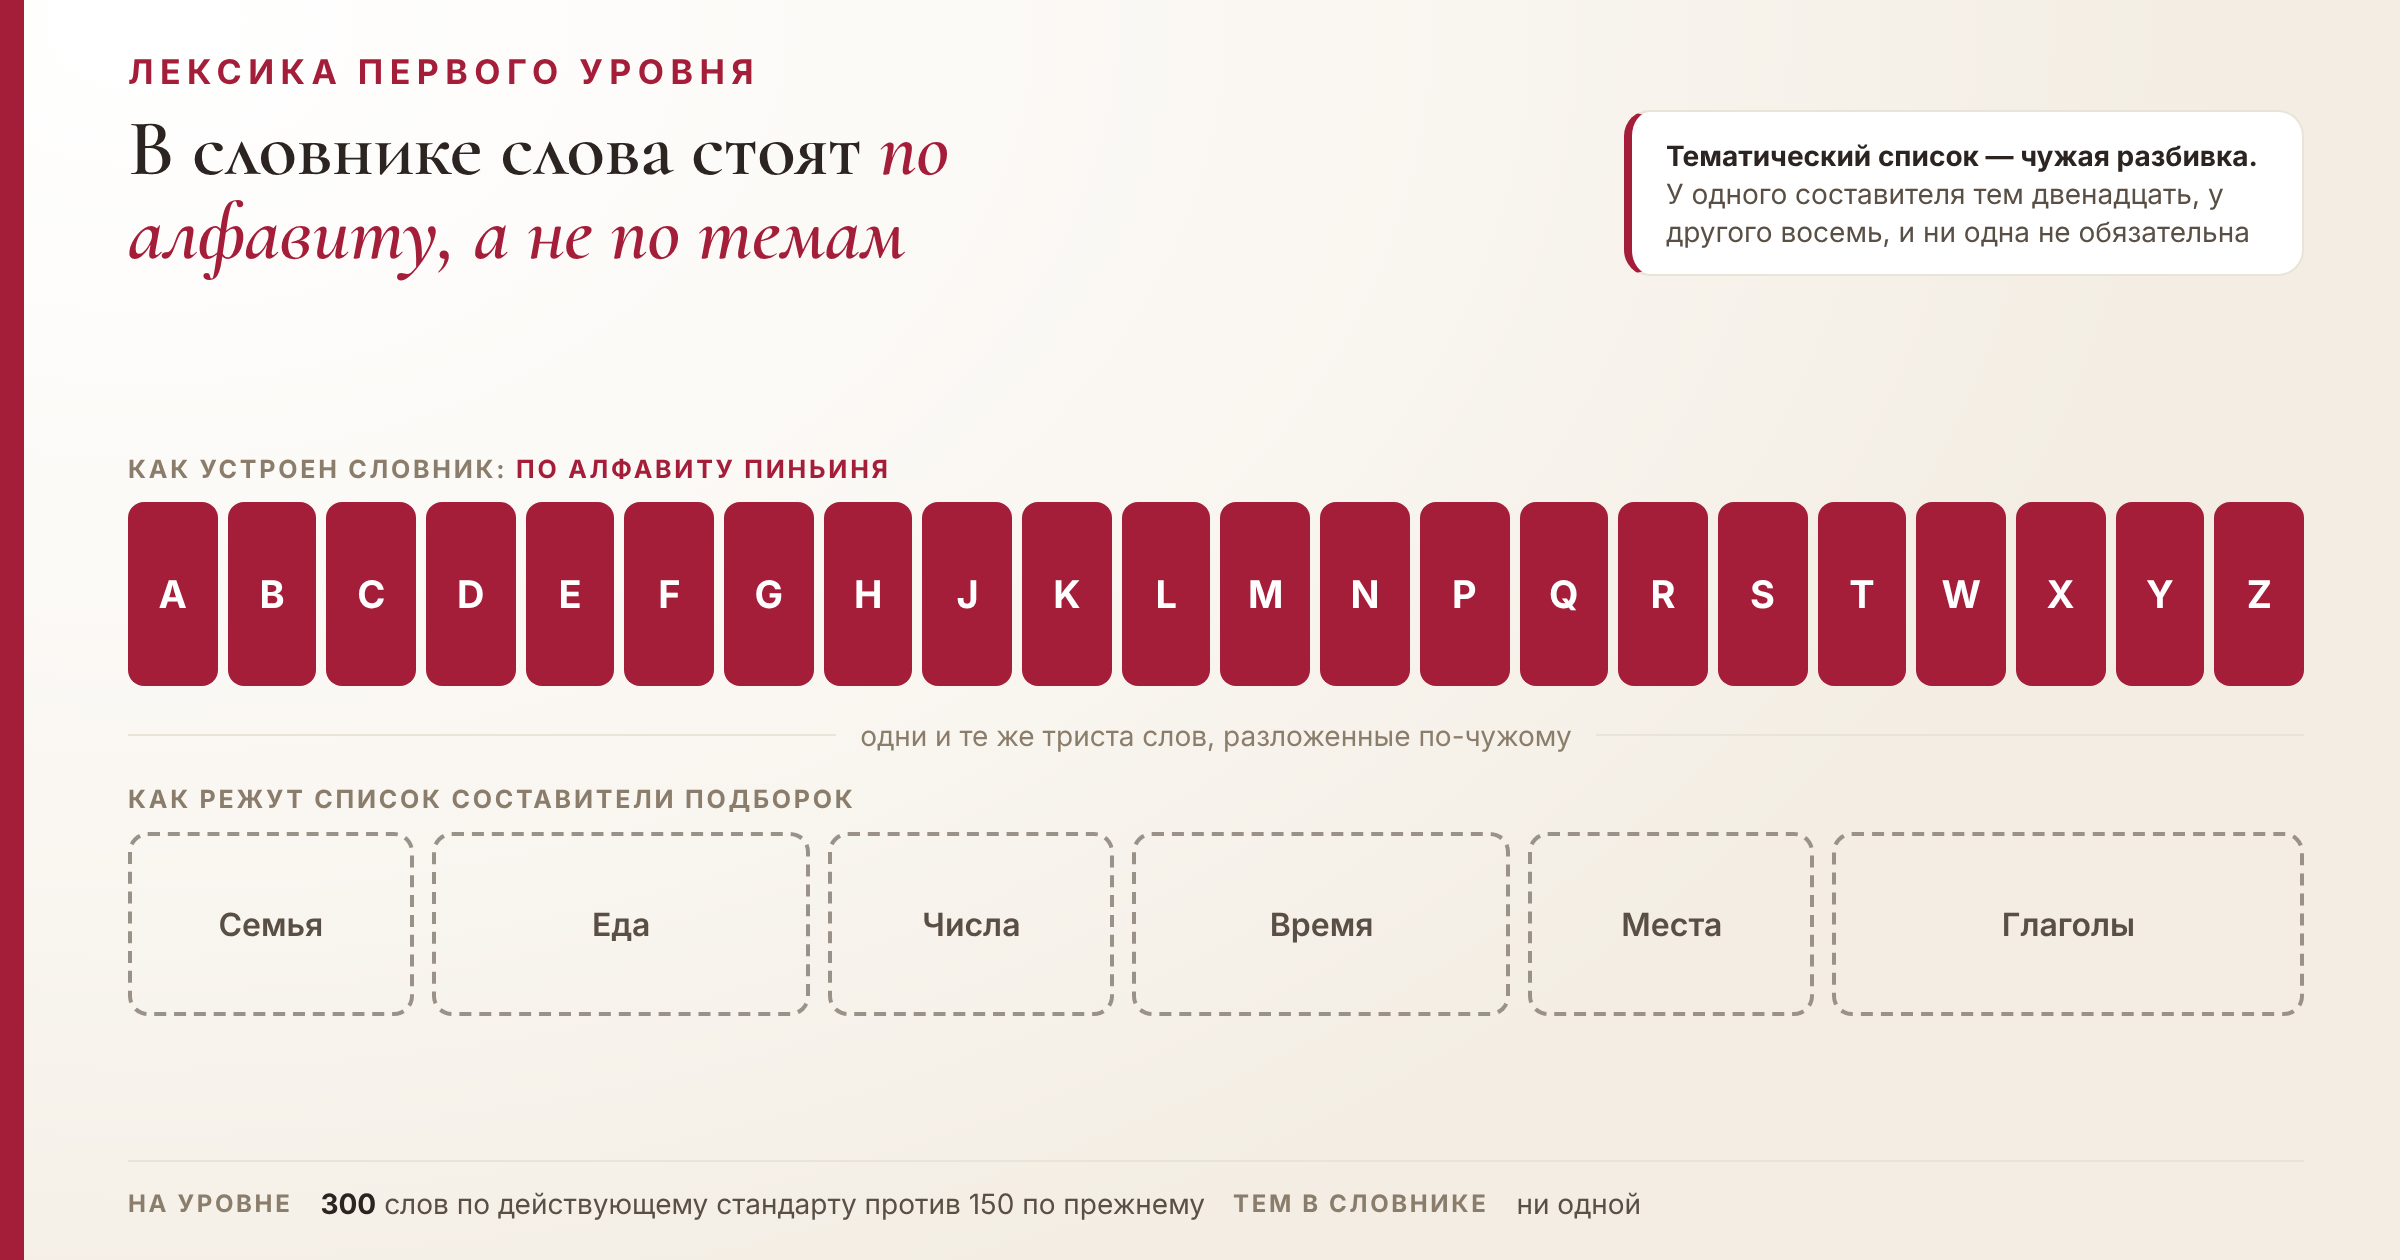 ЛЕКСИКА ПЕРВОГО УРОВНЯ
В словнике слова стоят по
алфавиту, а не по темам
Тематический список — чужая разбивка.
У одного составителя тем двенадцать, у
другого восемь, и ни одна не обязательна
КАК УСТРОЕН СЛОВНИК: ПО АЛФАВИТУ ПИНЬИНЯ
A B C D E F G H J K L M N P Q R S T W X Y Z
одни и те же триста слов, разложенные по-чужому
КАК РЕЖУТ СПИСОК СОСТАВИТЕЛИ ПОДБОРОК
Семья Еда Числа Время Места Глаголы
НА УРОВНЕ 300 слов по действующему стандарту против 150 по прежнему ТЕМ В СЛОВНИКЕ ни одной